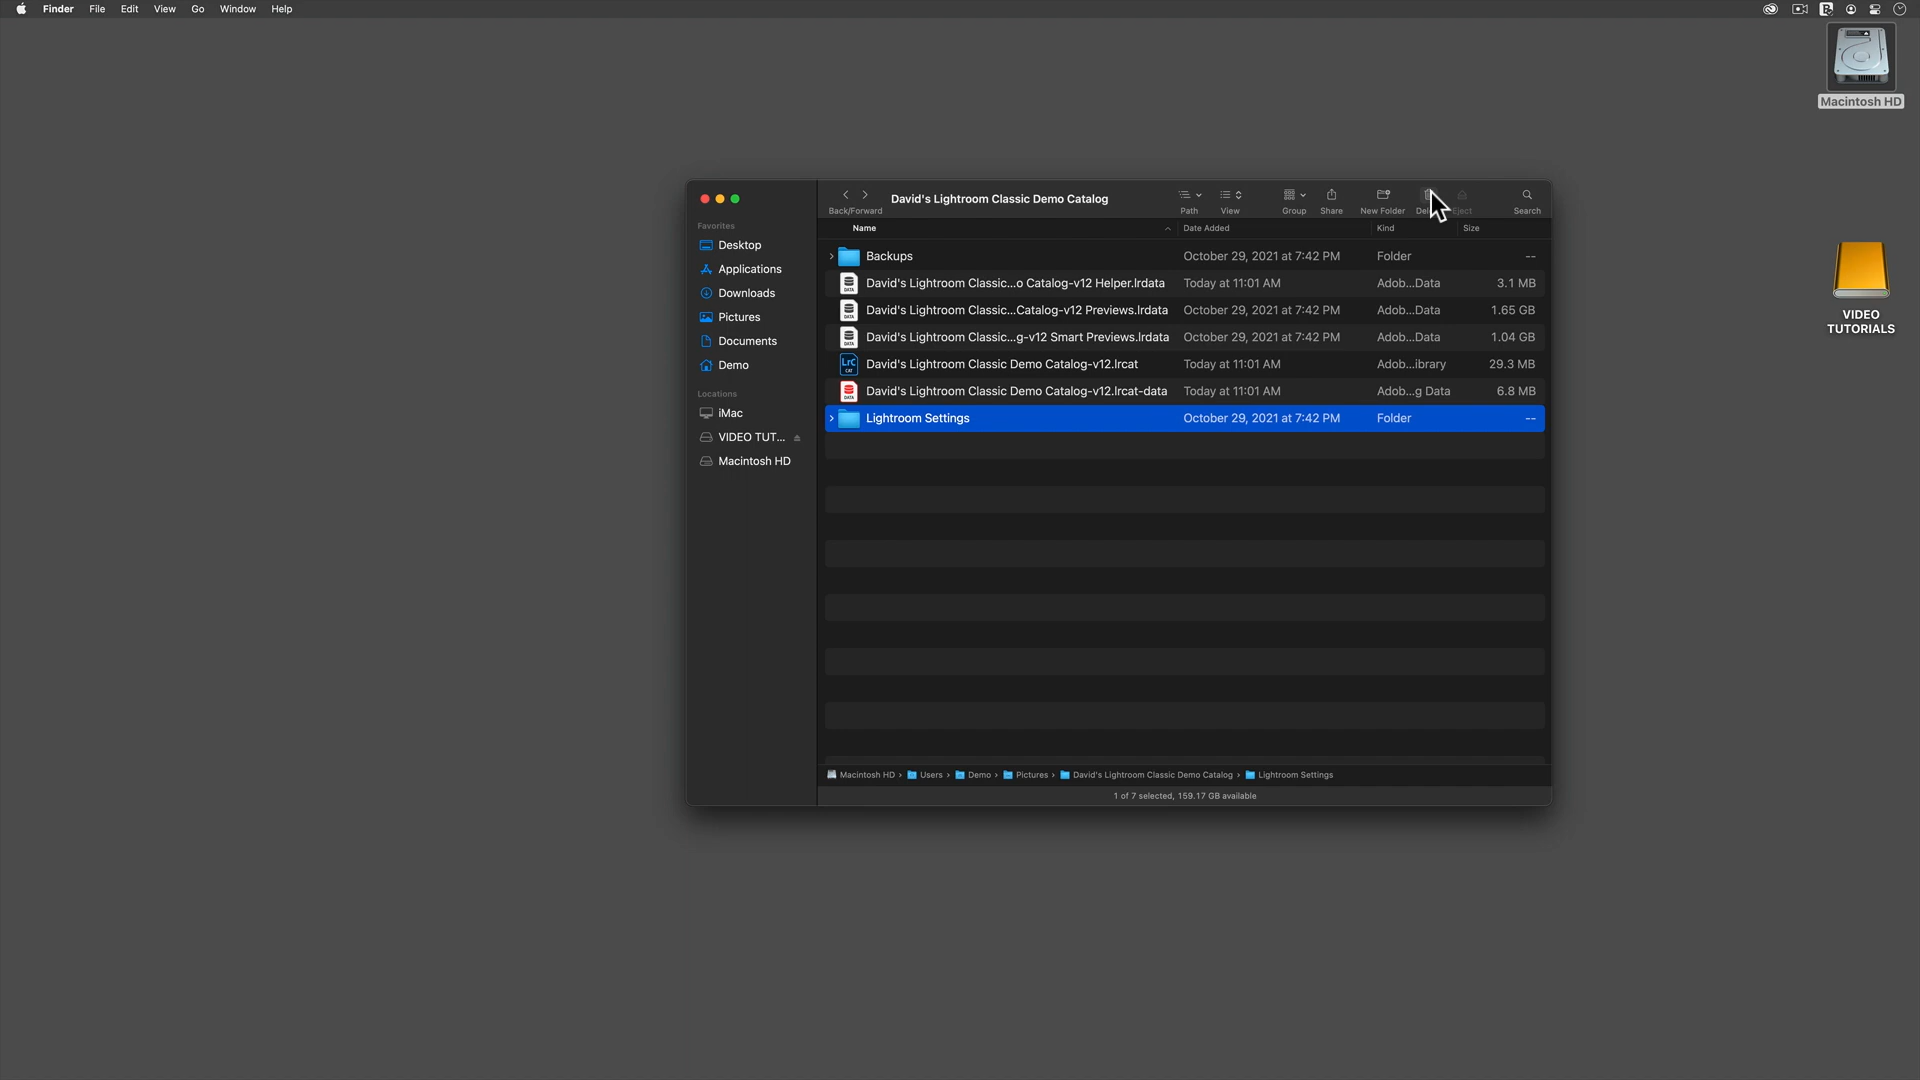 Finder File Edit View Go Window Help
Macintosh HD
David's Lightroom Classic Demo Catalog
Back/Forward Path View Group Share New Folder Search
Favorites
Desktop
Applications
Downloads
Pictures
Documents
Demo
Locations
iMac
VIDEO TUT...
Macintosh HD
Name Date Added Kind Size
Backups October 29, 2021 at 7:42 PM Folder --
David's Lightroom Classic...o Catalog-v12 Helper.lrdata Today at 11:01 AM Adob...Data 3.1 MB
David's Lightroom Classic...Catalog-v12 Previews.lrdata October 29, 2021 at 7:42 PM Adob...Data 1.65 GB
David's Lightroom Classic...g-v12 Smart Previews.lrdata October 29, 2021 at 7:42 PM Adob...Data 1.04 GB
David's Lightroom Classic Demo Catalog-v12.lrcat Today at 11:01 AM Adob...ibrary 29.3 MB
David's Lightroom Classic Demo Catalog-v12.lrcat-data Today at 11:01 AM Adob...g Data 6.8 MB
Lightroom Settings October 29, 2021 at 7:42 PM Folder --
Macintosh HD › Users › Demo › Pictures › David's Lightroom Classic Demo Catalog › Lightroom Settings
1 of 7 selected, 159.17 GB available
VIDEO
TUTORIALS